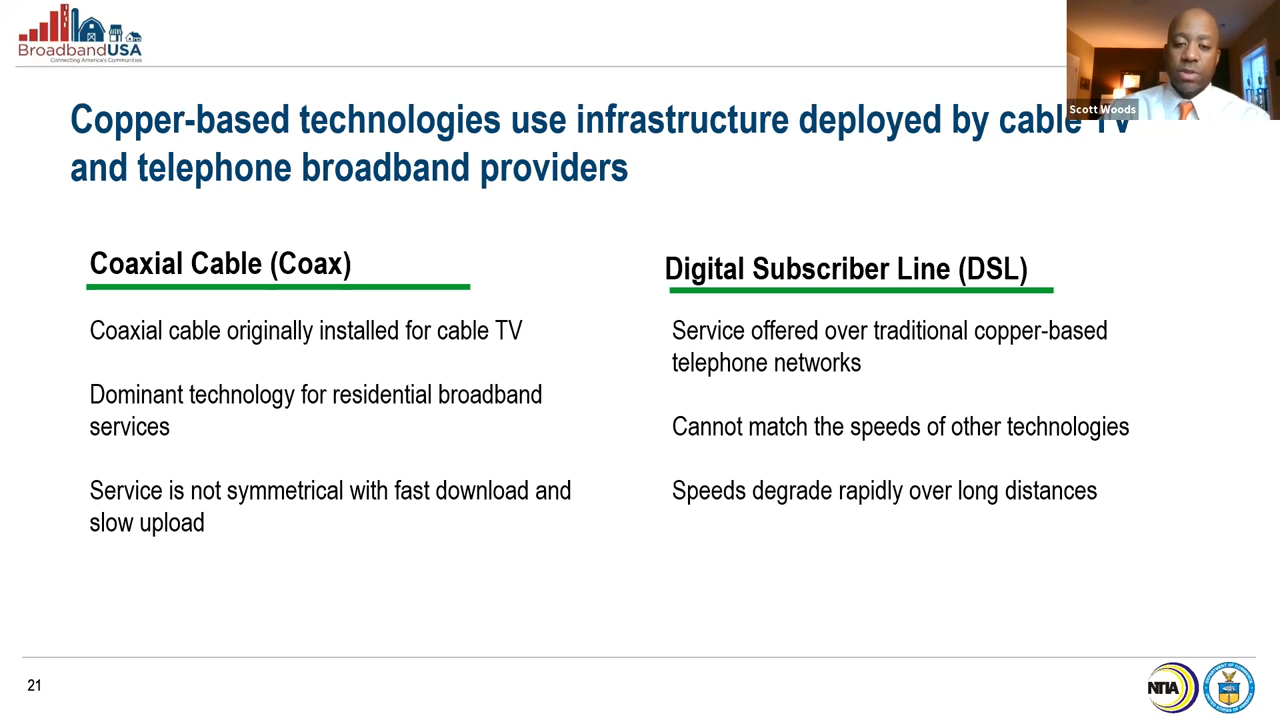 BroadbandUSA
Connecting America's Communities
Scott Woods
Copper-based technologies use infrastructure deployed by cable TV
and telephone broadband providers
Coaxial Cable (Coax)
Coaxial cable originally installed for cable TV
Dominant technology for residential broadband
services
Service is not symmetrical with fast download and
slow upload
Digital Subscriber Line (DSL)
Service offered over traditional copper-based
telephone networks
Cannot match the speeds of other technologies
Speeds degrade rapidly over long distances
21
NTIA